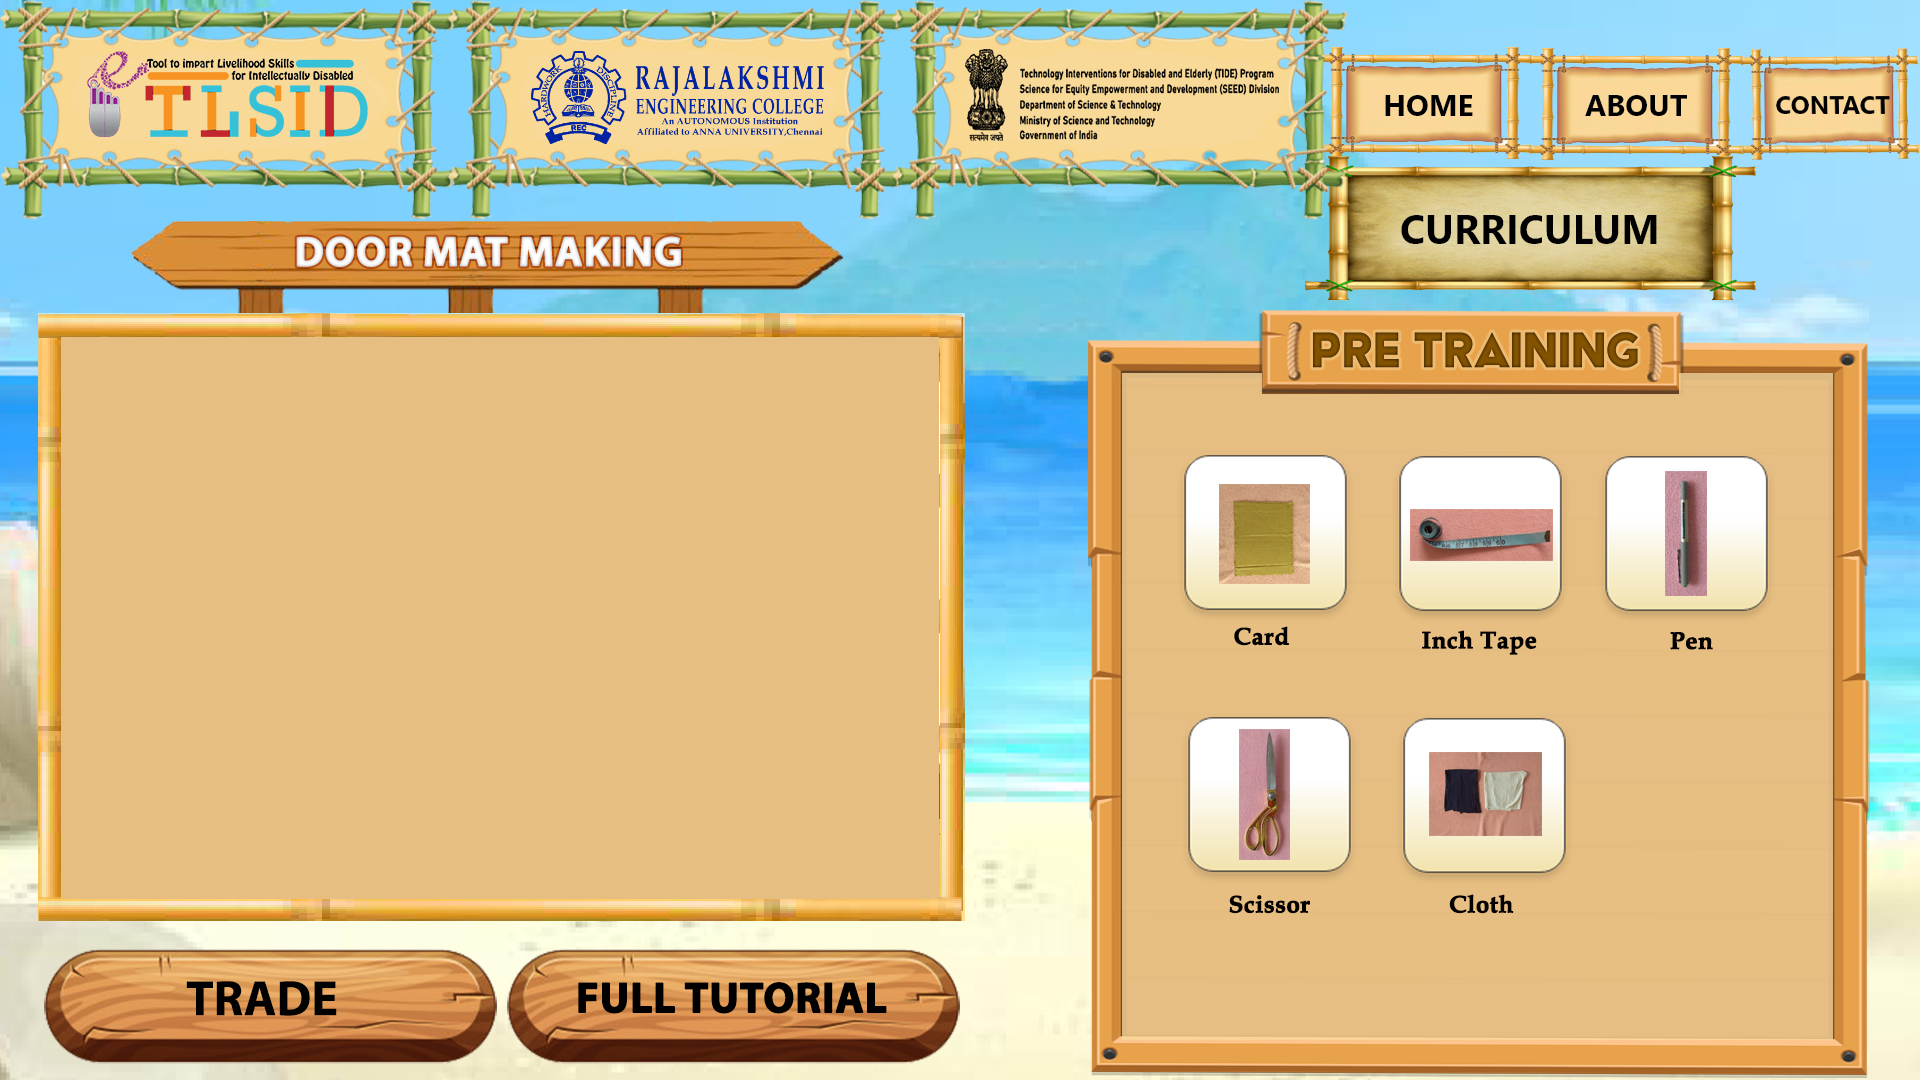 Tool to impart Livelihood Skills
for Intellectually Disabled
e
TLSID
HARDWORK DISCIPLINE
REC
RAJALAKSHMI
ENGINEERING COLLEGE
An AUTONOMOUS Institution
Affiliated to ANNA UNIVERSITY,Chennai
सत्यमेव जयते
Technology Interventions for Disabled and Elderly (TIDE) Program
Science for Equity Empowerment and Development (SEED) Division
Department of Science & Technology
Ministry of Science and Technology
Government of India
HOME
ABOUT
CONTACT
CURRICULUM
DOOR MAT MAKING
PRE TRAINING
Card
Inch Tape
Pen
Scissor
Cloth
TRADE
FULL TUTORIAL